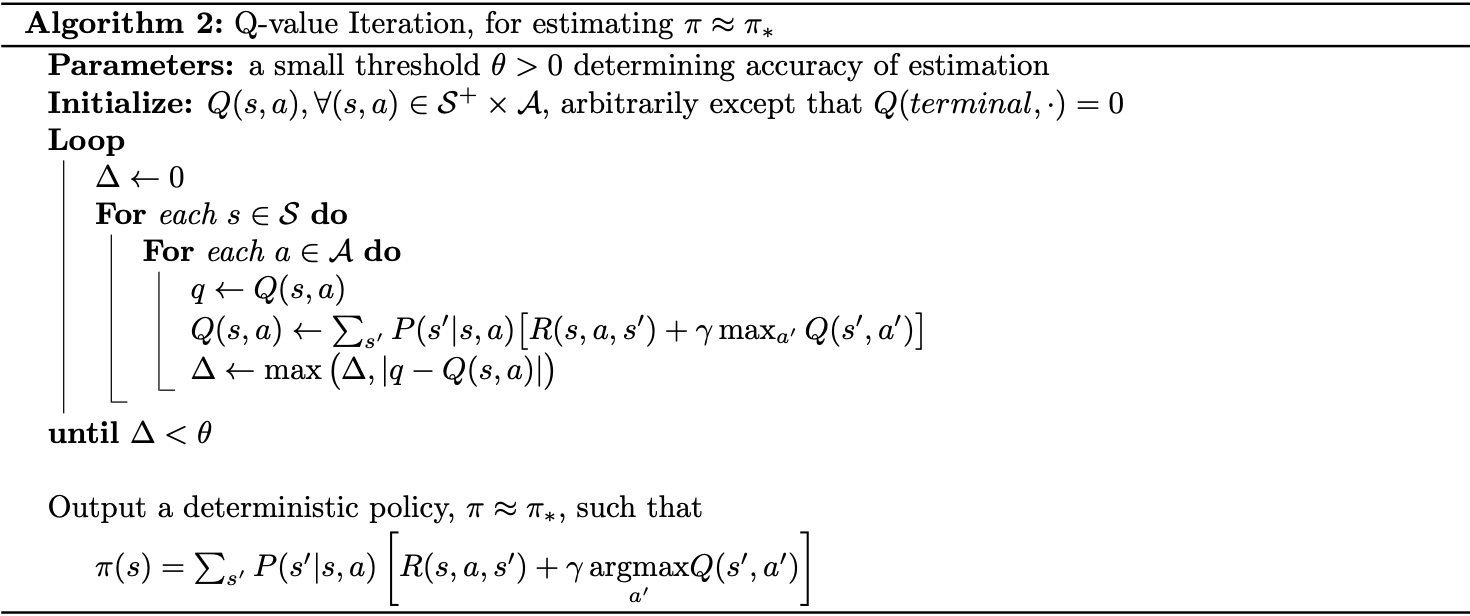 Algorithm 2: Q-value Iteration, for estimating π ≈ π∗
Parameters: a small threshold θ > 0 determining accuracy of estimation
Initialize: Q(s, a), ∀(s, a) ∈ 𝒮⁺ × 𝒜, arbitrarily except that Q(terminal, ·) = 0
Loop
Δ ← 0
For each s ∈ 𝒮 do
For each a ∈ 𝒜 do
q ← Q(s, a)
Q(s, a) ← ∑ₛ′ P(s′|s, a)[R(s, a, s′) + γ maxₐ′ Q(s′, a′)]
Δ ← max (Δ, |q − Q(s, a)|)
until Δ < θ
Output a deterministic policy, π ≈ π∗, such that
π(s) = ∑ₛ′ P(s′|s, a) [R(s, a, s′) + γ argmaxₐ′ Q(s′, a′)]